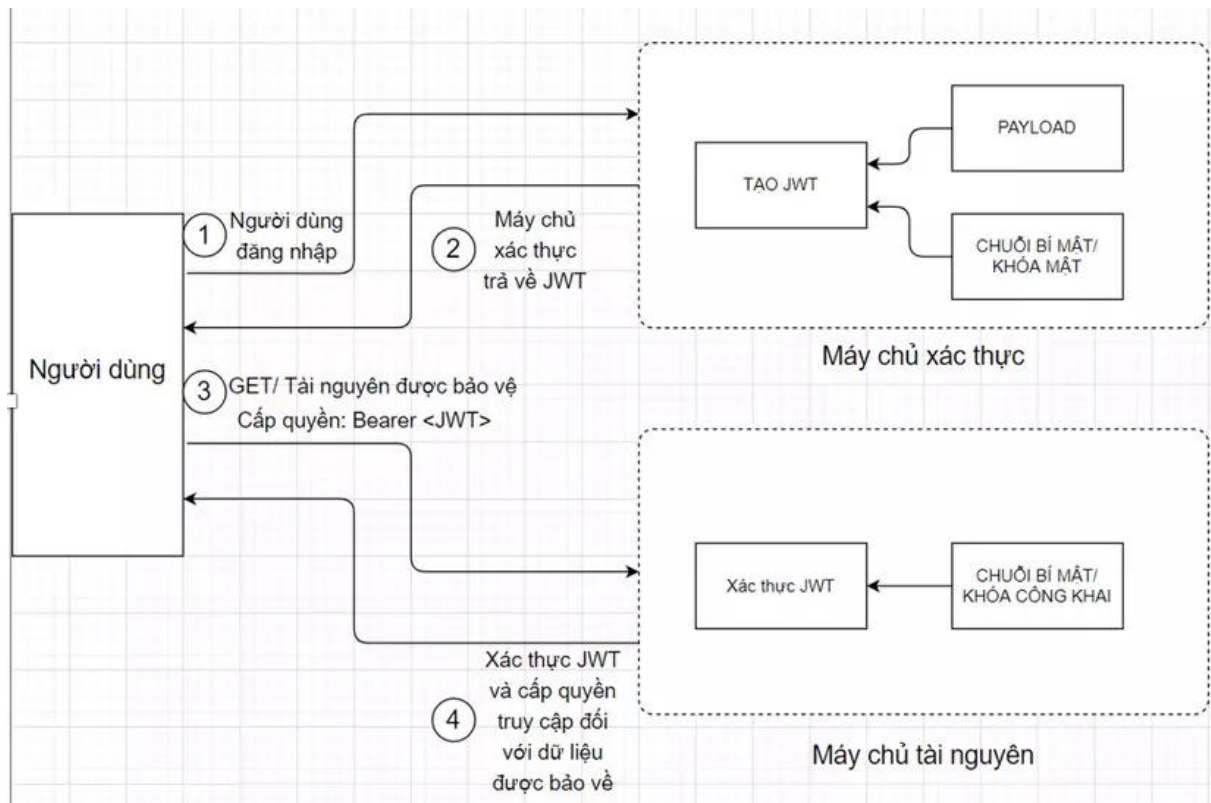 1
Người dùng
đăng nhập
2
Máy chủ
xác thực
trả về JWT
PAYLOAD
TẠO JWT
CHUỖI BÍ MẬT/
KHÓA MẬT
Máy chủ xác thực
Người dùng
3
GET/ Tài nguyên được bảo vệ
Cấp quyền: Bearer <JWT>
Xác thực JWT
CHUỖI BÍ MẬT/
KHÓA CÔNG KHAI
4
Xác thực JWT
và cấp quyền
truy cập đối
với dữ liệu
được bảo về
Máy chủ tài nguyên